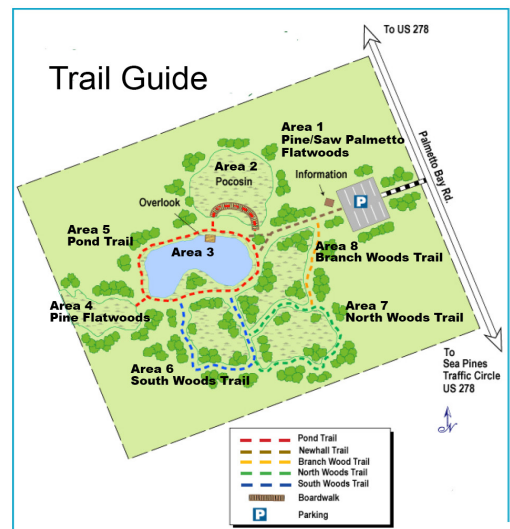 To US 278
Trail Guide
Area 1
Pine/Saw Palmetto
Flatwoods
Palmetto Bay Rd.
Area 2
Pocosin
Information
P
Overlook
Area 5
Pond Trail
Area 3
Area 8
Branch Woods Trail
Area 4
Pine Flatwoods
Area 7
North Woods Trail
Area 6
South Woods Trail
To
Sea Pines
Traffic Circle
US 278
N
Pond Trail
Newhall Trail
Branch Wood Trail
North Woods Trail
South Woods Trail
Boardwalk
P Parking